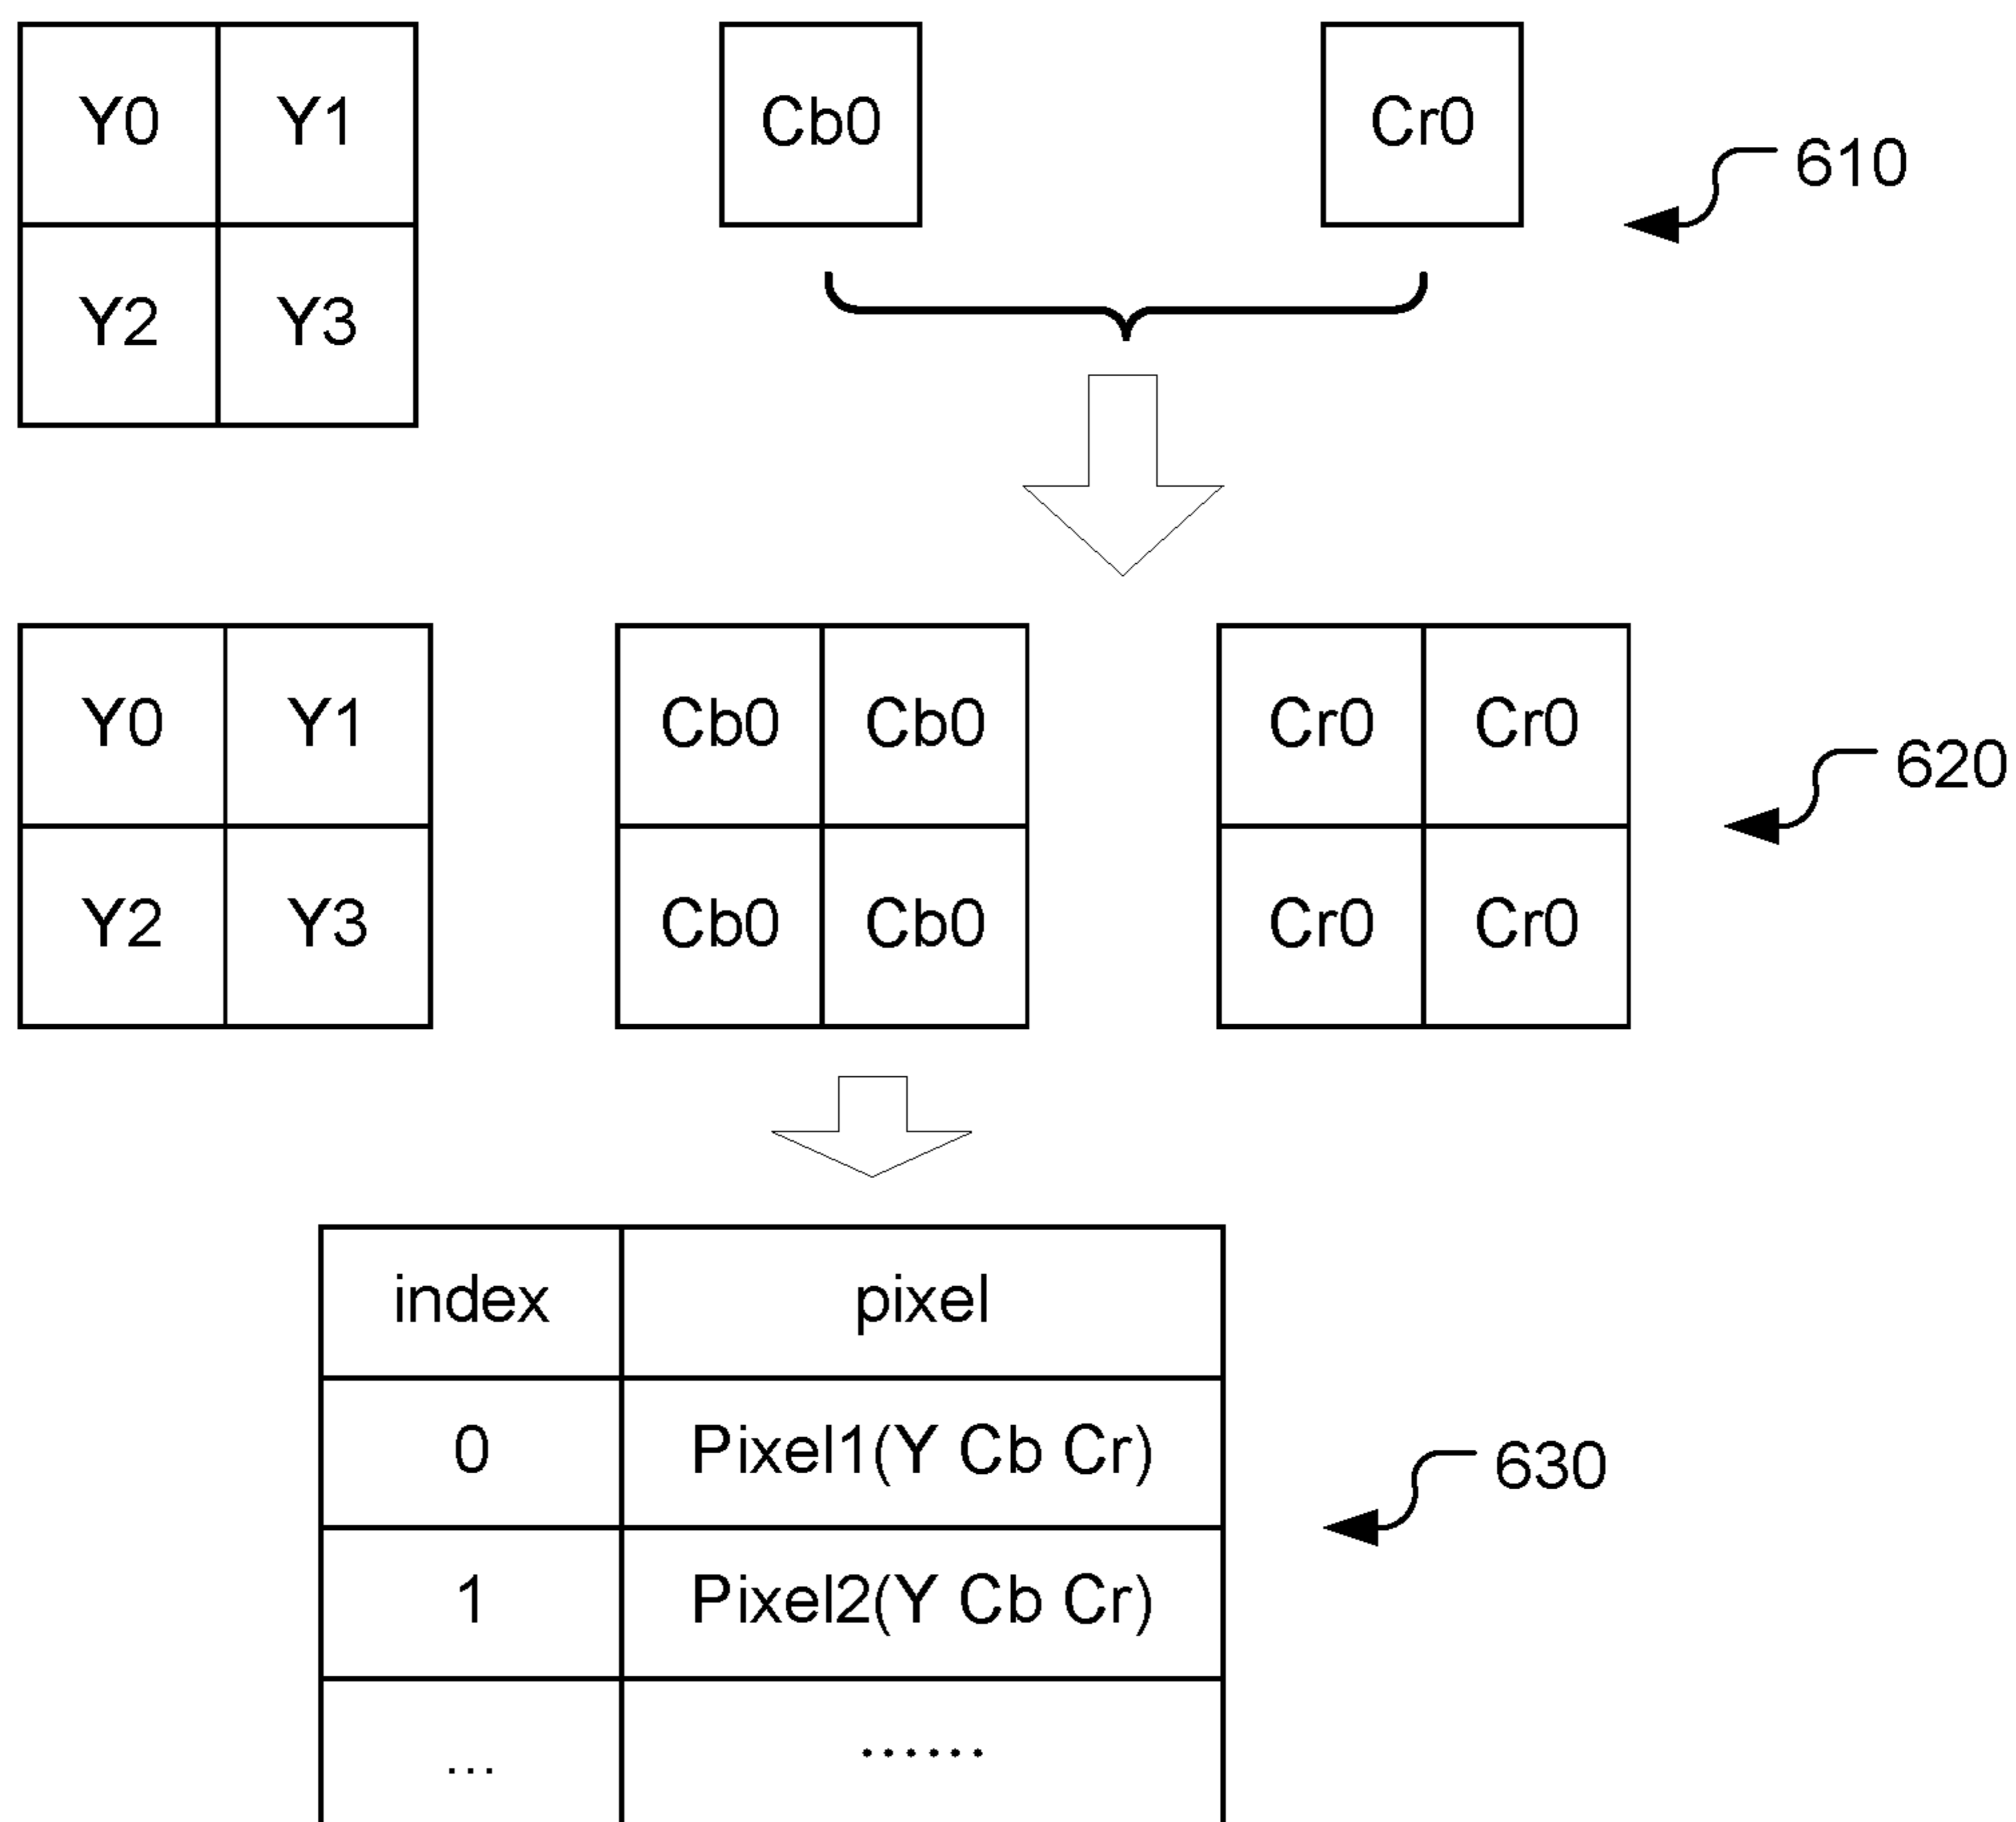 Y0 Y1 Cb0 Cr0 610
Y2 Y3
Y0 Y1 Cb0 Cb0 Cr0 Cr0 620
Y2 Y3 Cb0 Cb0 Cr0 Cr0
index pixel
0 Pixel1(Y Cb Cr) 630
1 Pixel2(Y Cb Cr)
... ......